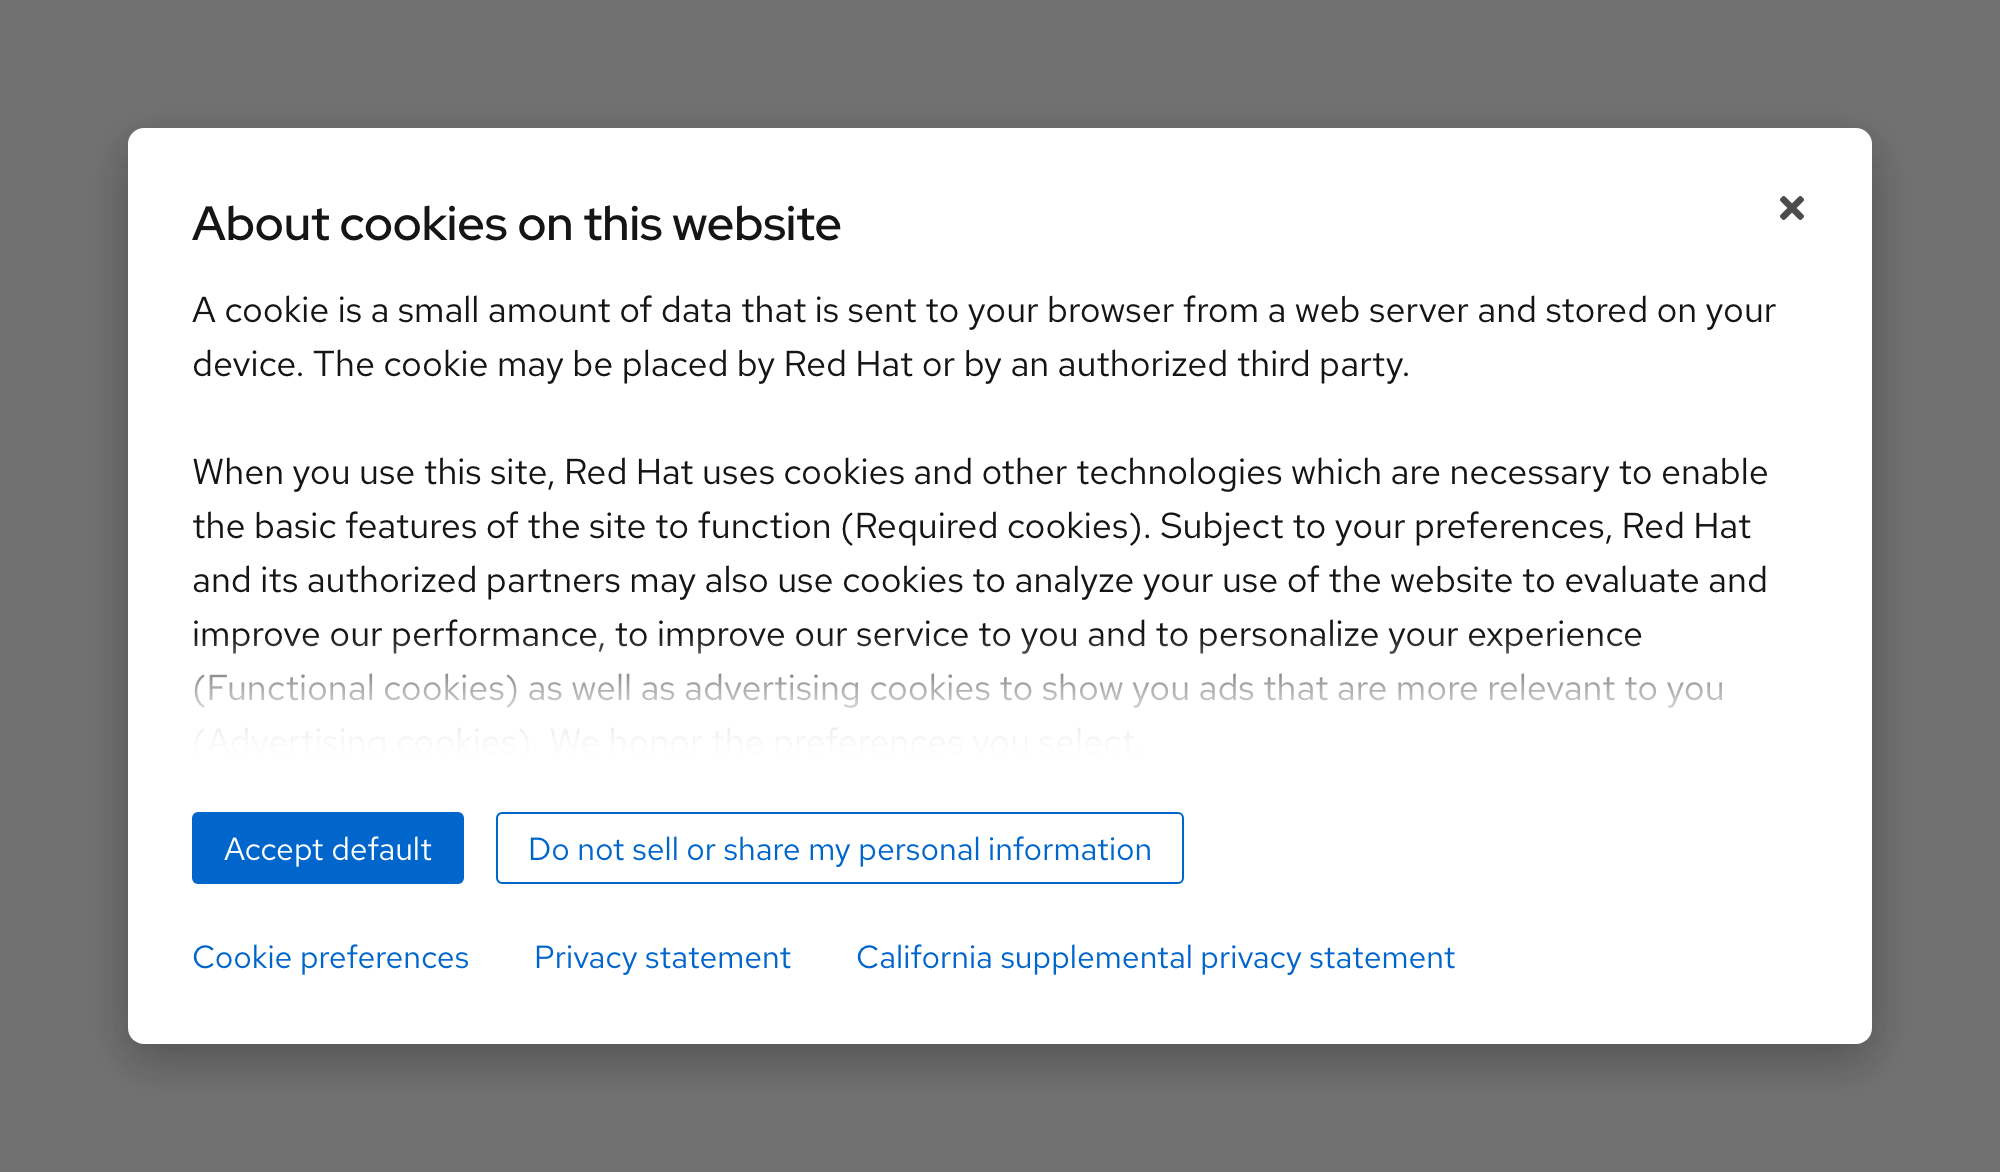 About cookies on this website
A cookie is a small amount of data that is sent to your browser from a web server and stored on your
device. The cookie may be placed by Red Hat or by an authorized third party.
When you use this site, Red Hat uses cookies and other technologies which are necessary to enable
the basic features of the site to function (Required cookies). Subject to your preferences, Red Hat
and its authorized partners may also use cookies to analyze your use of the website to evaluate and
improve our performance, to improve our service to you and to personalize your experience
(Functional cookies) as well as advertising cookies to show you ads that are more relevant to you
(Advertising cookies). We honor the preferences you select
Accept default
Do not sell or share my personal information
Cookie preferences
Privacy statement
California supplemental privacy statement